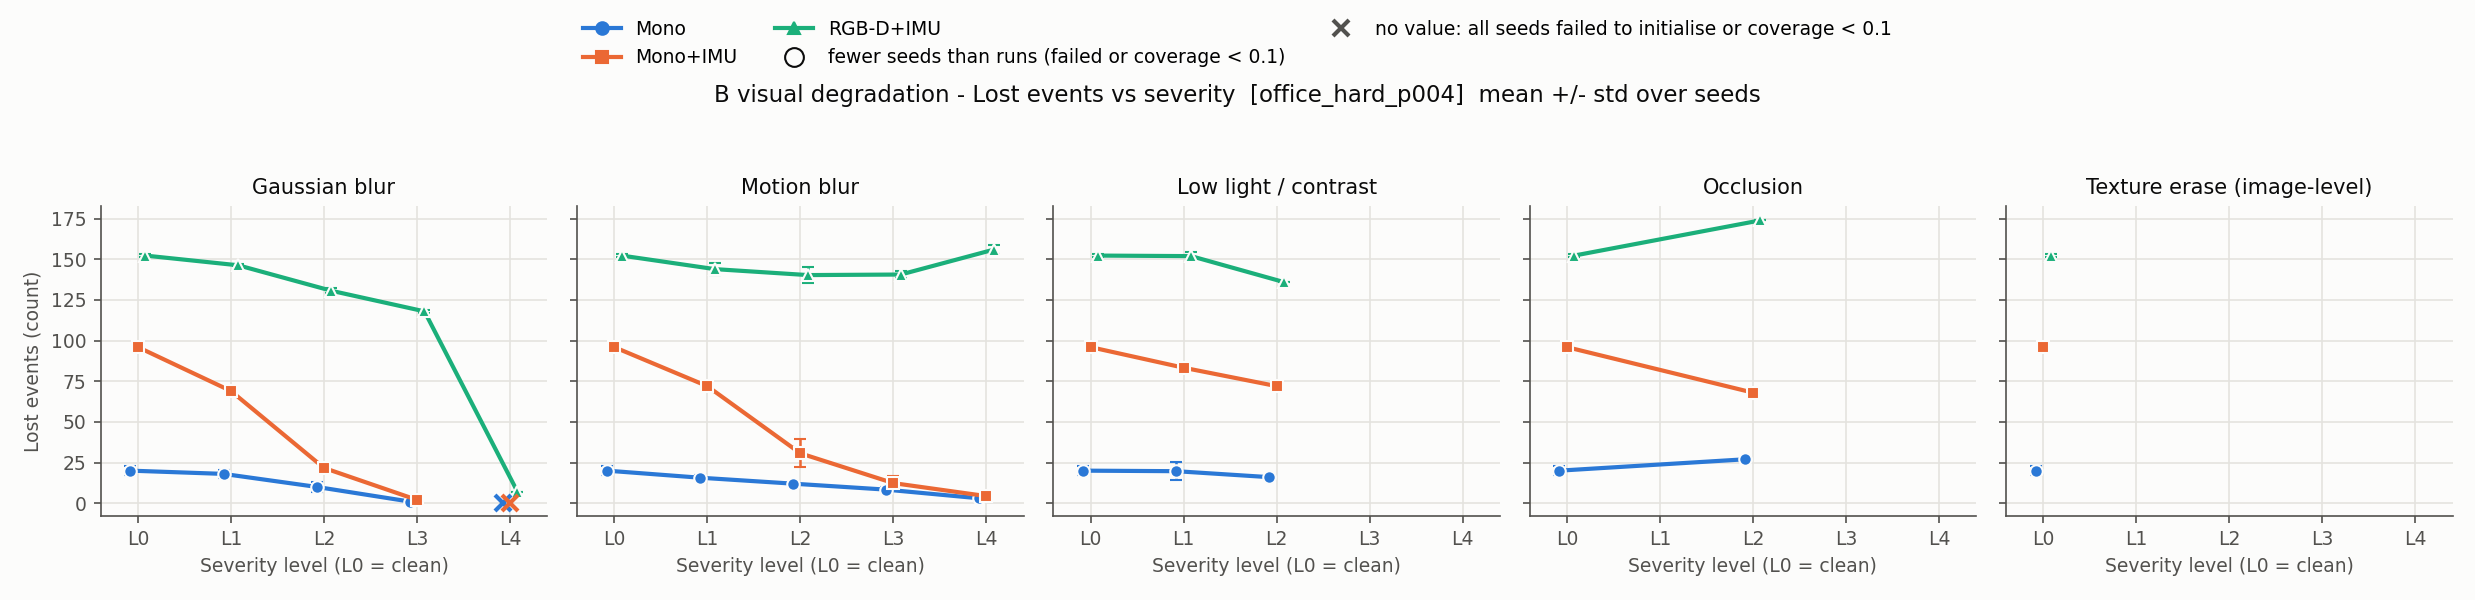 Mono
Mono+IMU
RGB-D+IMU
fewer seeds than runs (failed or coverage < 0.1)
no value: all seeds failed to initialise or coverage < 0.1
B visual degradation - Lost events vs severity [office_hard_p004] mean +/- std over seeds
Gaussian blur
Motion blur
Low light / contrast
Occlusion
Texture erase (image-level)
Lost events (count)
175
150
125
100
75
50
25
0
L0 L1 L2 L3 L4
L0 L1 L2 L3 L4
L0 L1 L2 L3 L4
L0 L1 L2 L3 L4
L0 L1 L2 L3 L4
Severity level (L0 = clean)
Severity level (L0 = clean)
Severity level (L0 = clean)
Severity level (L0 = clean)
Severity level (L0 = clean)